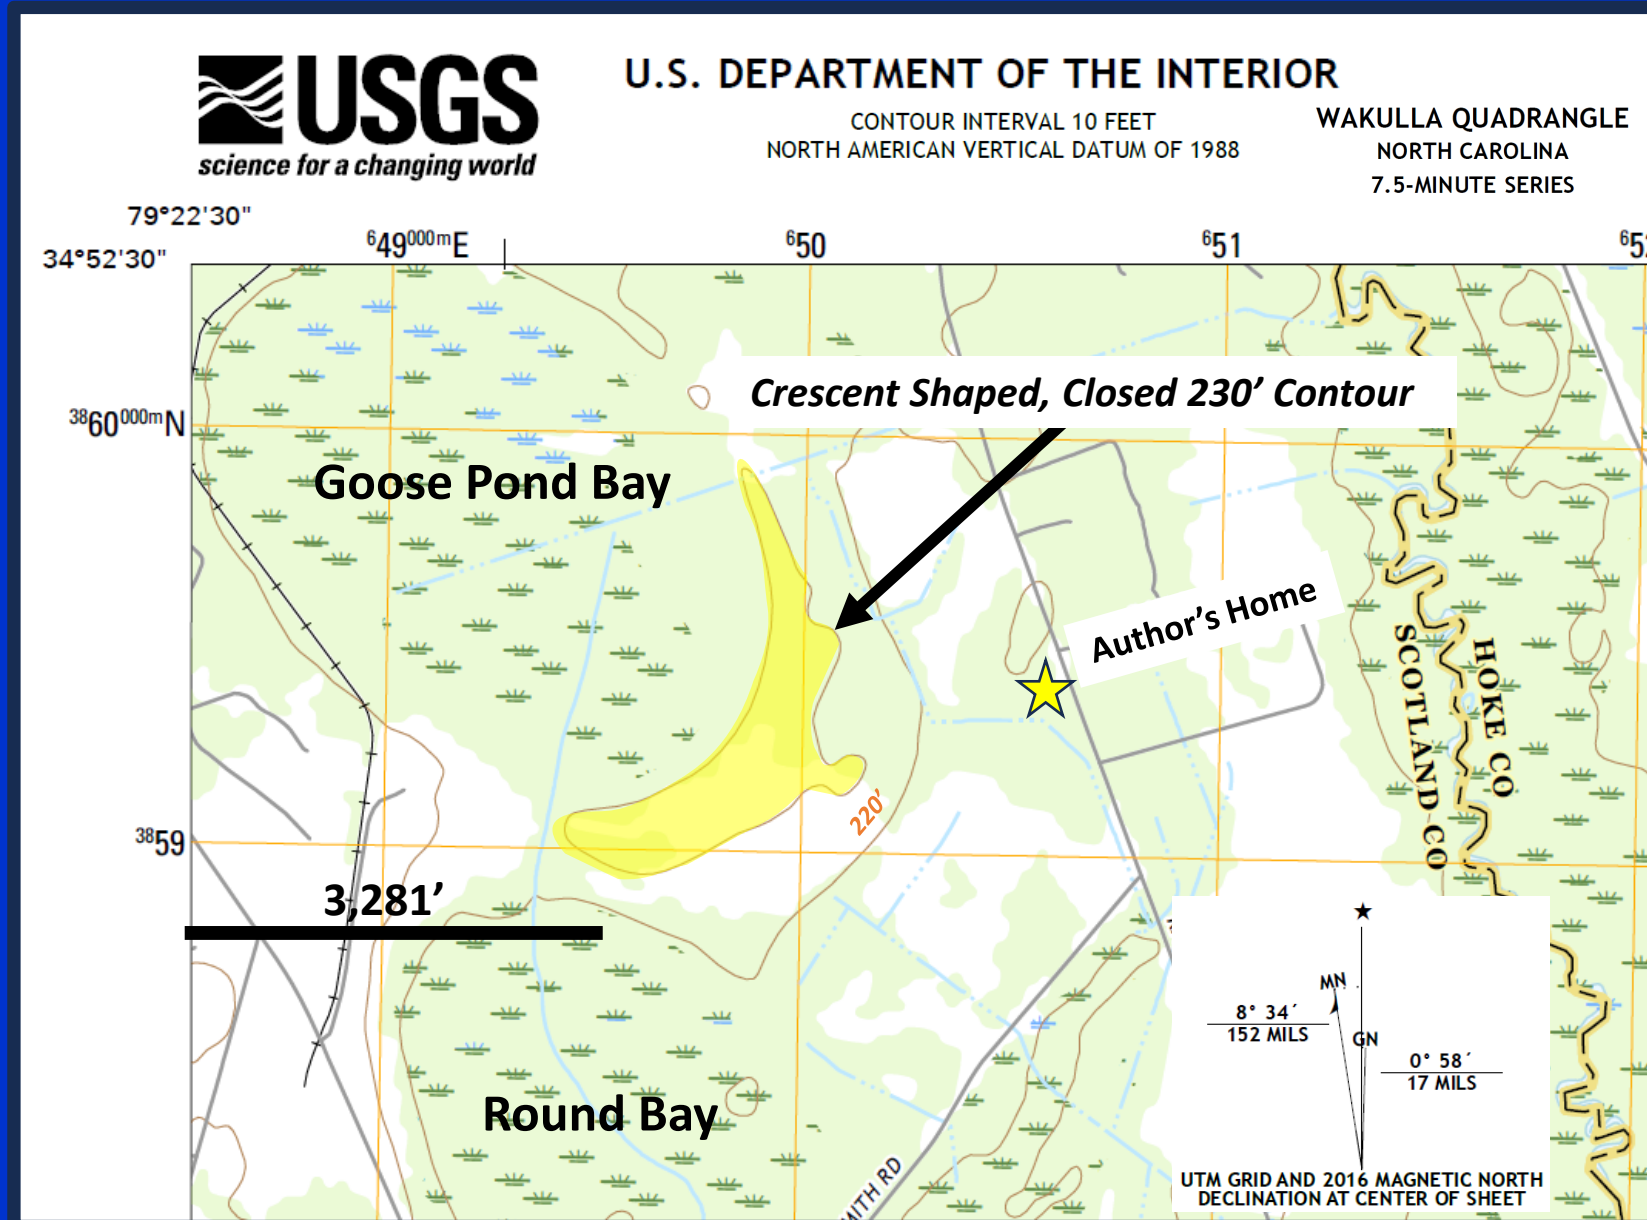 USGS
science for a changing world
U.S. DEPARTMENT OF THE INTERIOR
CONTOUR INTERVAL 10 FEET
NORTH AMERICAN VERTICAL DATUM OF 1988
WAKULLA QUADRANGLE
NORTH CAROLINA
7.5-MINUTE SERIES
79°22'30"
34°52'30"
⁶49⁰⁰⁰ᵐE
⁶50
⁶51
Crescent Shaped, Closed 230’ Contour
³⁸60⁰⁰⁰ᵐN
Goose Pond Bay
Author’s Home
HOKE CO
SCOTLAND CO
220’
³⁸59
3,281’
Round Bay
MN
8° 34´
152 MILS
GN
0° 58´
17 MILS
UTM GRID AND 2016 MAGNETIC NORTH
DECLINATION AT CENTER OF SHEET
RD